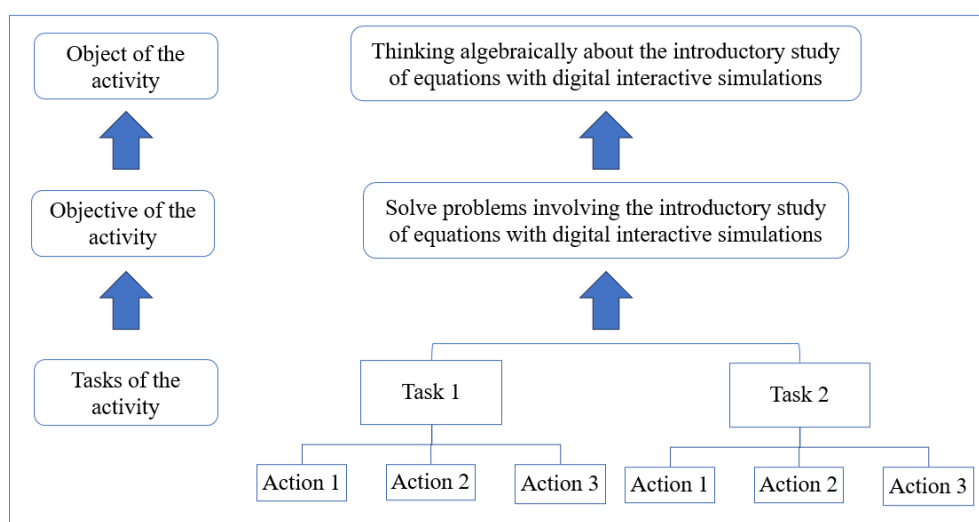 Object of the
activity
Thinking algebraically about the introductory study
of equations with digital interactive simulations
Objective of the
activity
Solve problems involving the introductory study
of equations with digital interactive simulations
Tasks of the
activity
Task 1
Task 2
Action 1
Action 2
Action 3
Action 1
Action 2
Action 3